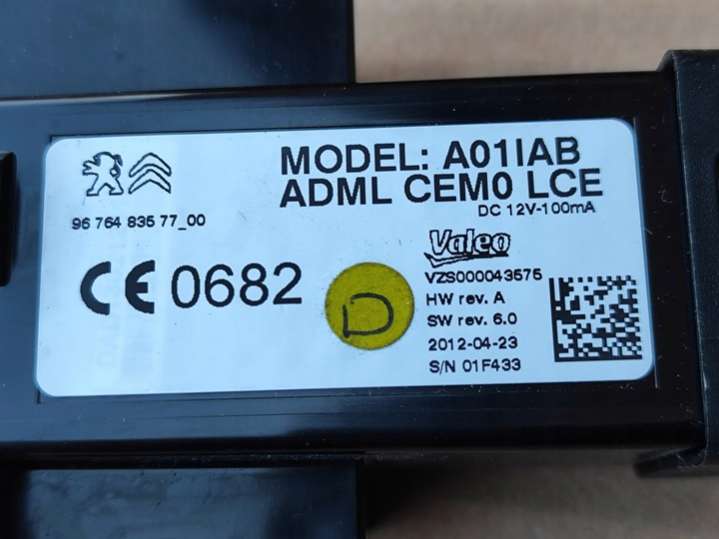 MODEL: A01IAB
ADML CEM0 LCE
DC 12V-100mA
96 764 835 77_00
Valeo
VZS000043575
CE 0682
D
HW rev. A
SW rev. 6.0
2012-04-23
S/N 01F433